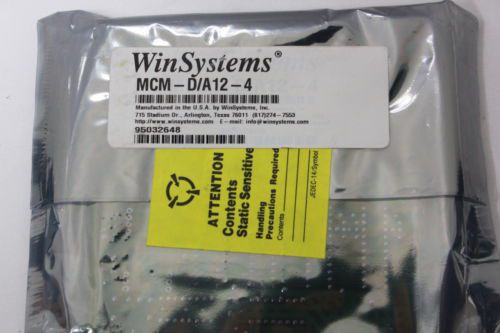 WinSystems®
MCM-D/A12-4
Manufactured in the U.S.A. by WinSystems, Inc.
715 Stadium Dr., Arlington, Texas 76011 (817)274-7553
http://www.winsystems.com E-mail: info@winsystems.com
95032648
ATTENTION
Contents
Static Sensitive
Handling
Precautions Required
Contents
JEDEC-14/Symbol